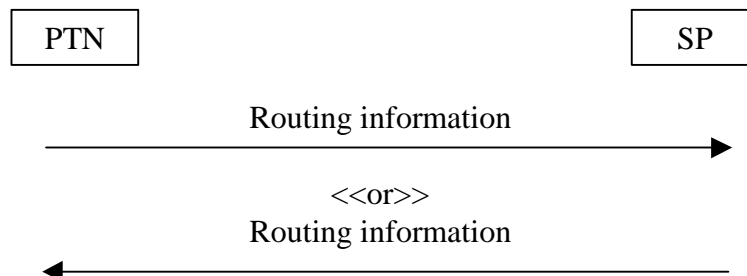 PTN
SP
Routing information
<<or>>
Routing information